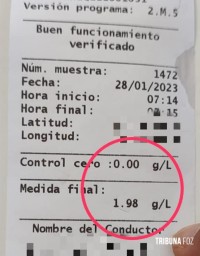 Versión programa: 2.M.5
Buen funcionamiento
verificado
Núm. muestra: 1472
Fecha: 28/01/2023
Hora inicio: 07:14
Hora final: :15
Latitud:
Longitud:
Control cero :0.00 g/L
Medida final:
1.98 g/L
Nombre del Conductor
TRIBUNA FOZ